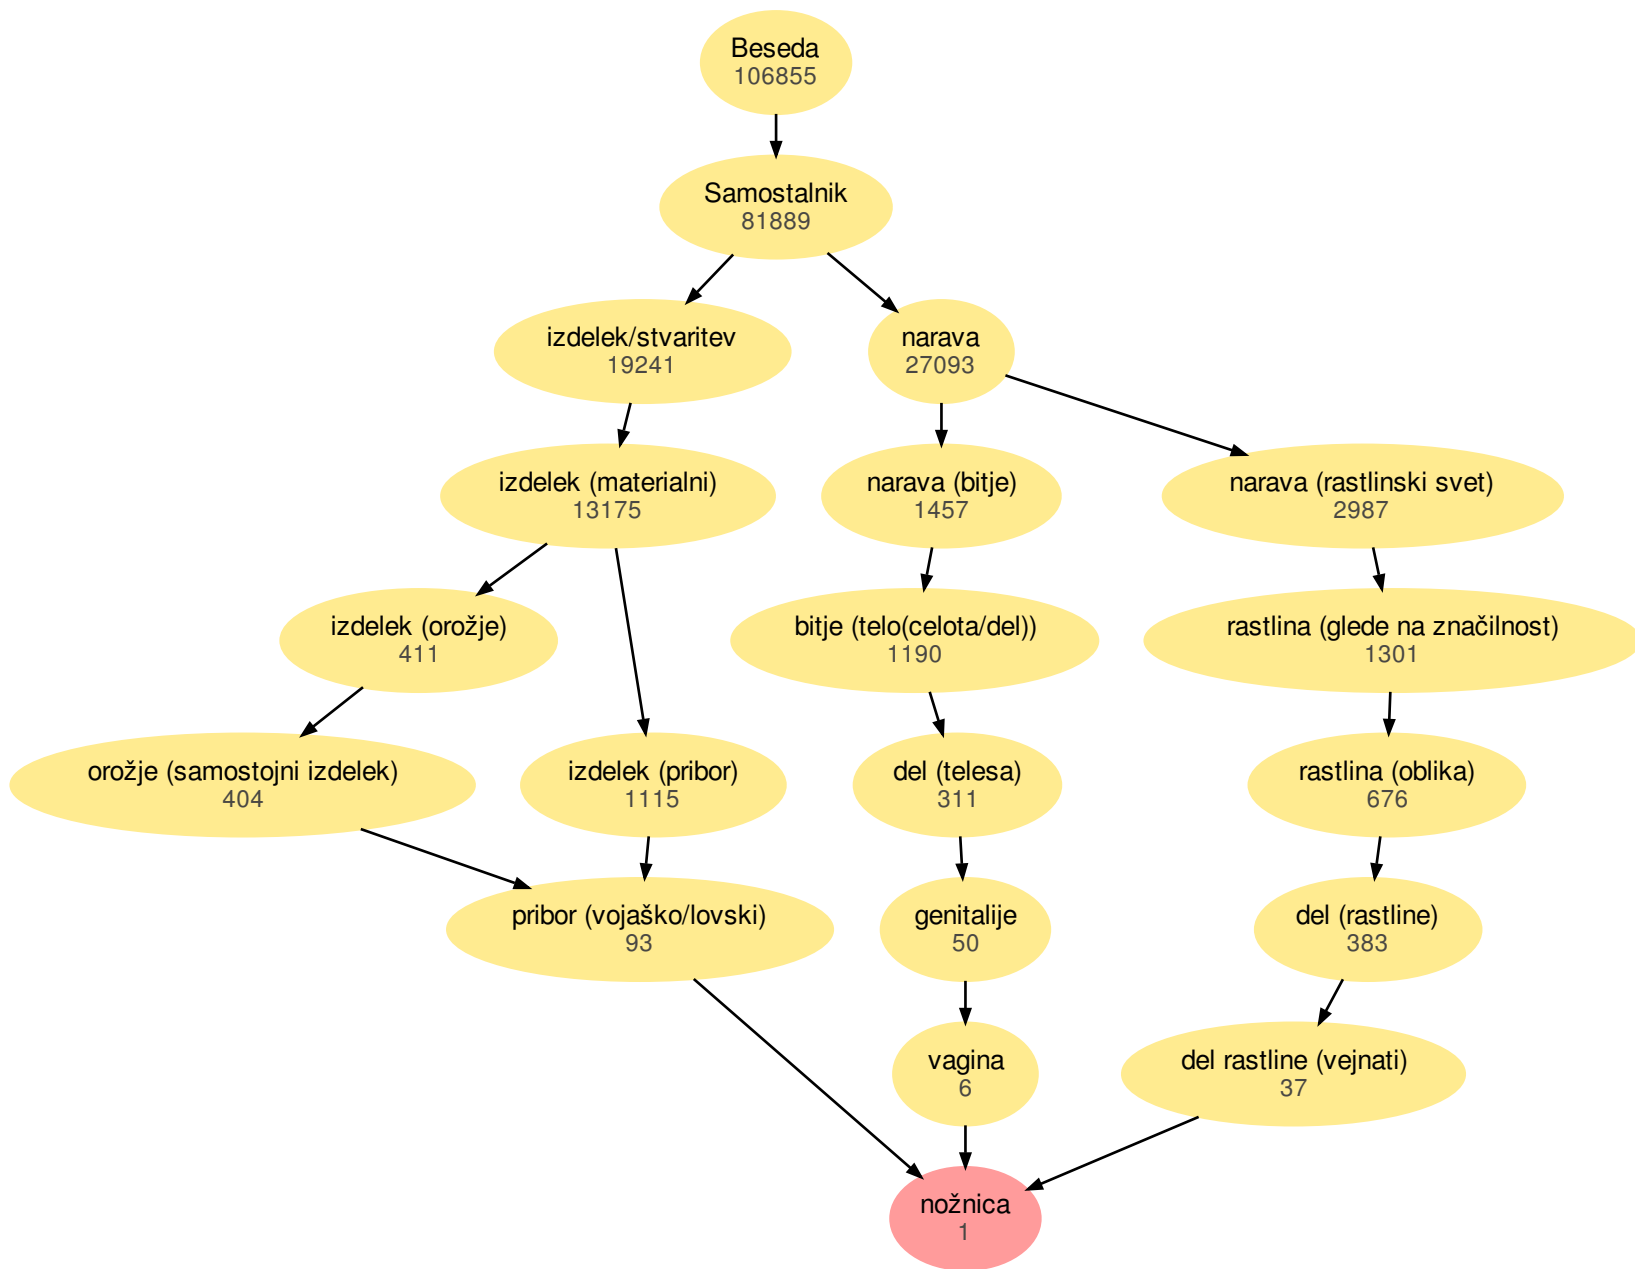 Beseda
106855
Samostalnik
81889
izdelek/stvaritev
19241
narava
27093
izdelek (materialni)
13175
narava (bitje)
1457
narava (rastlinski svet)
2987
izdelek (orožje)
411
bitje (telo(celota/del))
1190
rastlina (glede na značilnost)
1301
orožje (samostojni izdelek)
404
izdelek (pribor)
1115
del (telesa)
311
rastlina (oblika)
676
pribor (vojaško/lovski)
93
genitalije
50
del (rastline)
383
vagina
6
del rastline (vejnati)
37
nožnica
1